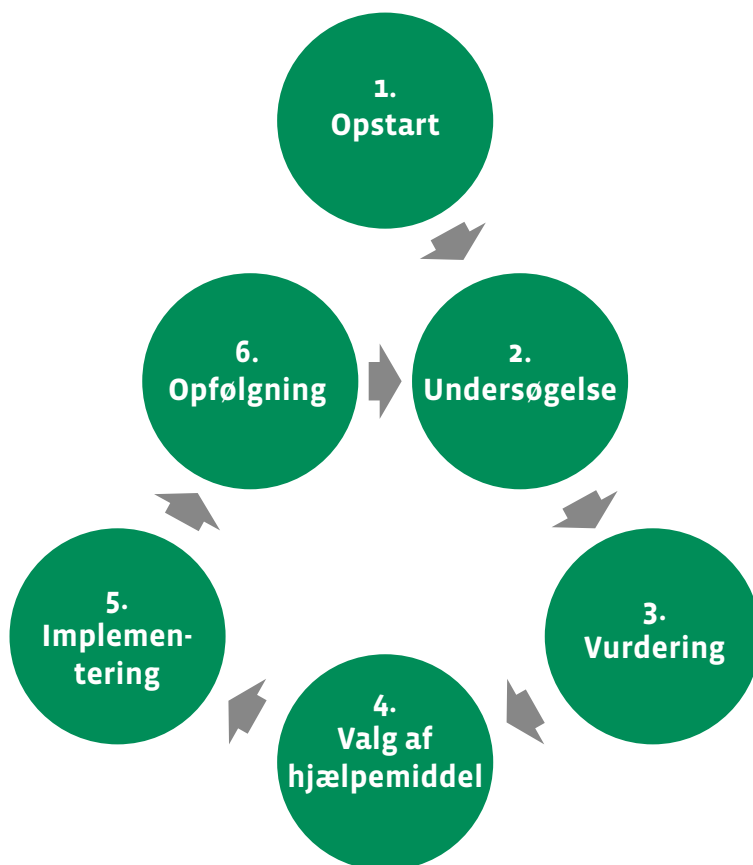 1.
Opstart
2.
Undersøgelse
3.
Vurdering
4.
Valg af
hjælpemiddel
5.
Implemen-
tering
6.
Opfølgning